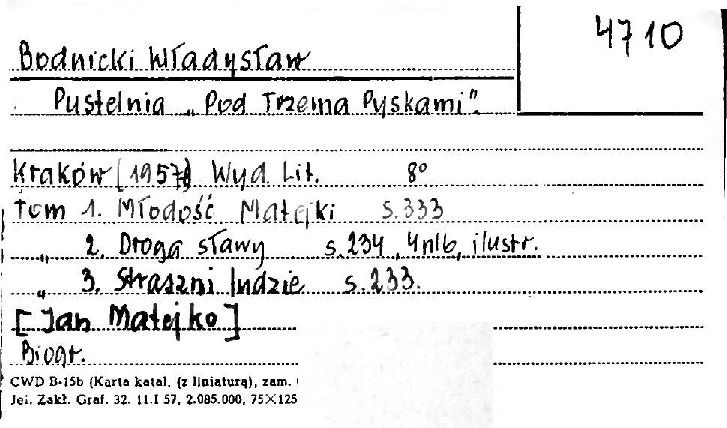 4710
Bodnicki Władysław
Pustelnia „Pod Trzema Pyskami".
Kraków [1957] Wyd. Lit. 8°
Tom 1. Młodość Matejki s.333
„ 2. Droga sławy s.234, 4nlb, ilustr.
„ 3. Straszni ludzie s.233.
[Jan Matejko]
Biogr.
CWD B-15b (Karta katal. (z liniaturą), zam.
Jel. Zakł. Graf. 32. 11.I 57. 2.085.000, 75×125